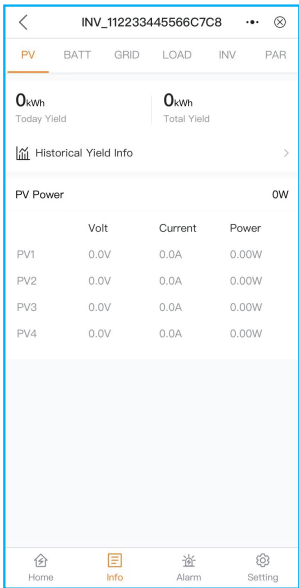 INV_112233445566C7C8
PV BATT GRID LOAD INV PAR
0kWh 0kWh
Today Yield Total Yield
Historical Yield Info
PV Power 0W
Volt Current Power
PV1 0.0V 0.0A 0.00W
PV2 0.0V 0.0A 0.00W
PV3 0.0V 0.0A 0.00W
PV4 0.0V 0.0A 0.00W
Home Info Alarm Setting